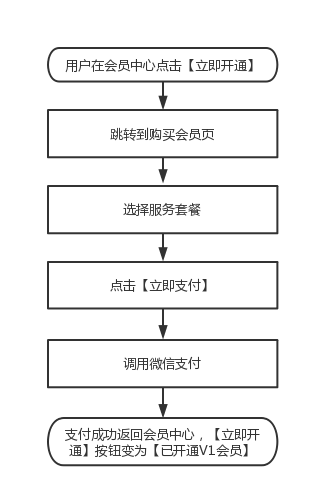 用户在会员中心点击【立即开通】
跳转到购买会员页
选择服务套餐
点击【立即支付】
调用微信支付
支付成功返回会员中心，【立即开
通】按钮变为【已开通V1会员】